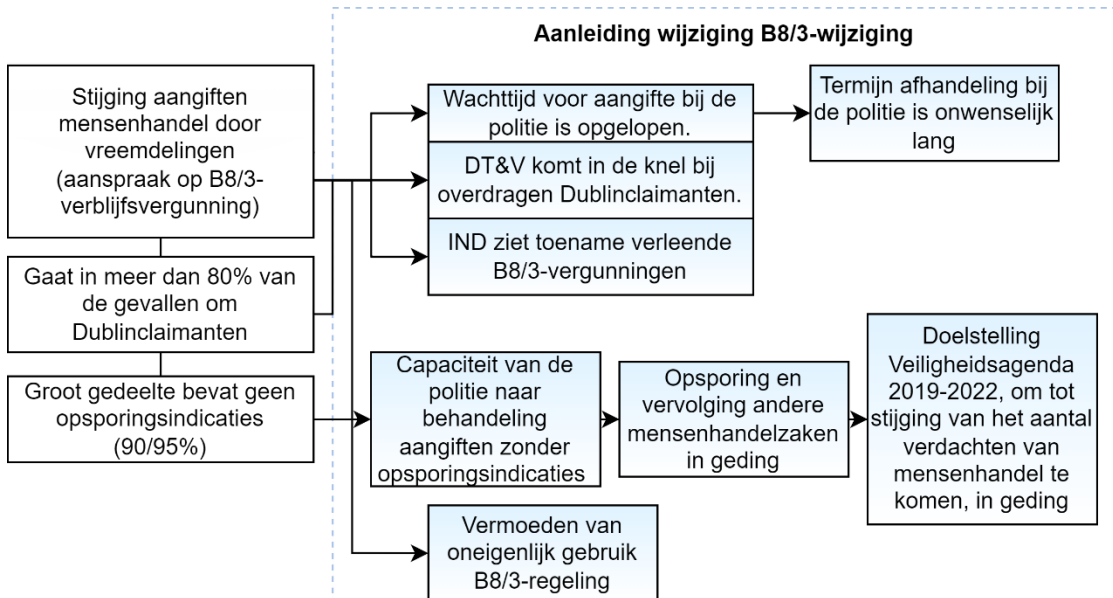 Aanleiding wijziging B8/3-wijziging
Stijging aangiften
mensenhandel door
vreemdelingen
(aanspraak op B8/3-
verblijfsvergunning)
Gaat in meer dan 80% van
de gevallen om
Dublinclaimanten
Groot gedeelte bevat geen
opsporingsindicaties
(90/95%)
Wachttijd voor aangifte bij de
politie is opgelopen.
DT&V komt in de knel bij
overdragen Dublinclaimanten.
IND ziet toename verleende
B8/3-vergunningen
Termijn afhandeling bij
de politie is onwenselijk
lang
Capaciteit van de
politie naar
behandeling
aangiften zonder
opsporingsindicaties
Opsporing en
vervolging andere
mensenhandelzaken
in geding
Doelstelling
Veiligheidsagenda
2019-2022, om tot
stijging van het aantal
verdachten van
mensenhandel te
komen, in geding
Vermoeden van
oneigenlijk gebruik
B8/3-regeling